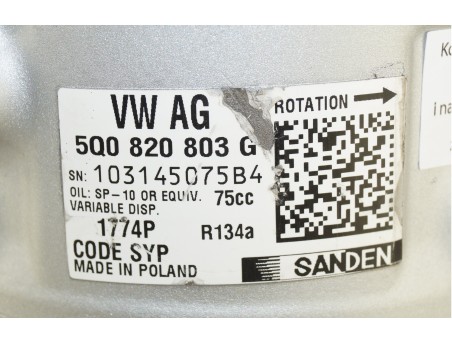 VW AG
ROTATION →
5Q0 820 803 G
SN: 103145075B4
OIL: SP-10 OR EQUIV. 75cc
VARIABLE DISP.
1774P R134a
CODE SYP
MADE IN POLAND
SANDEN
i na